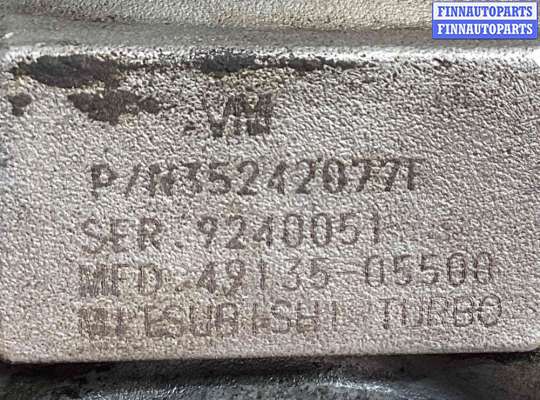 FINNAUTOPARTS
FINNAUTOPARTS
VM
P/N35242077F
SER.9240051
MFD.49135-05500
MITSUBISHI TURBO